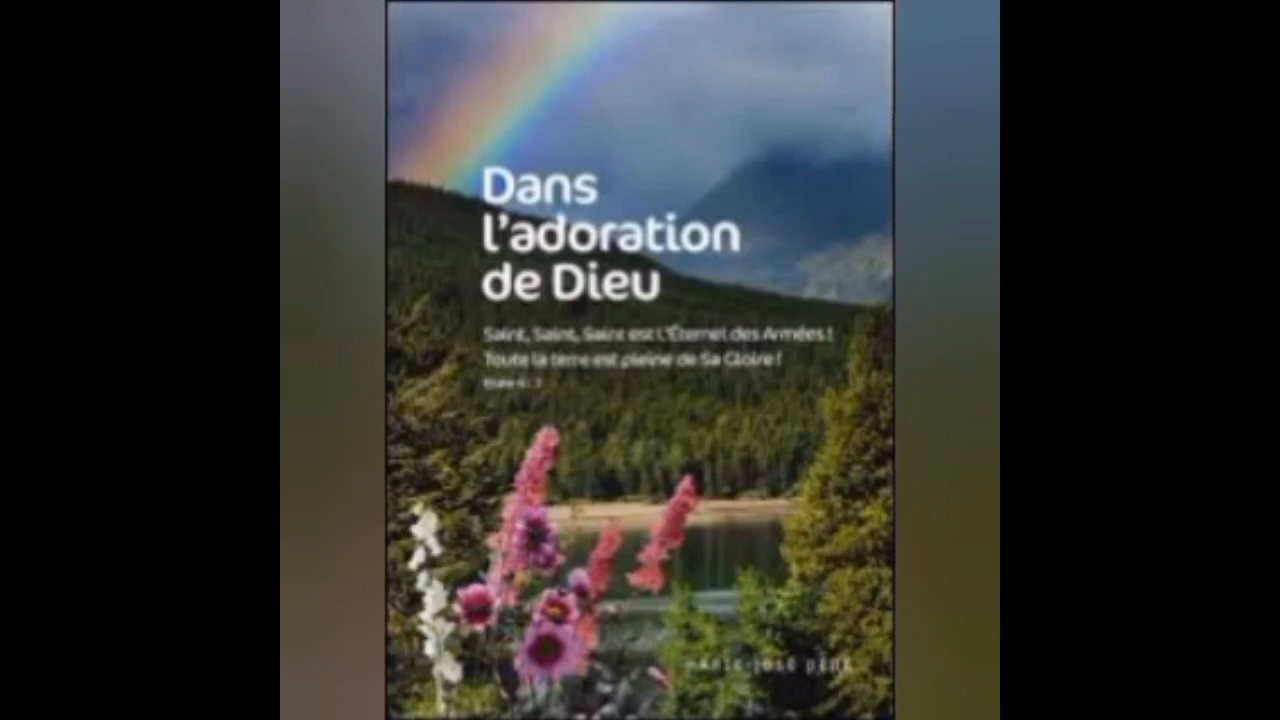 Dans
l'adoration
de Dieu
Saint, Saint, Saint est L'Éternel des Armées !
Toute la terre est pleine de Sa Gloire !